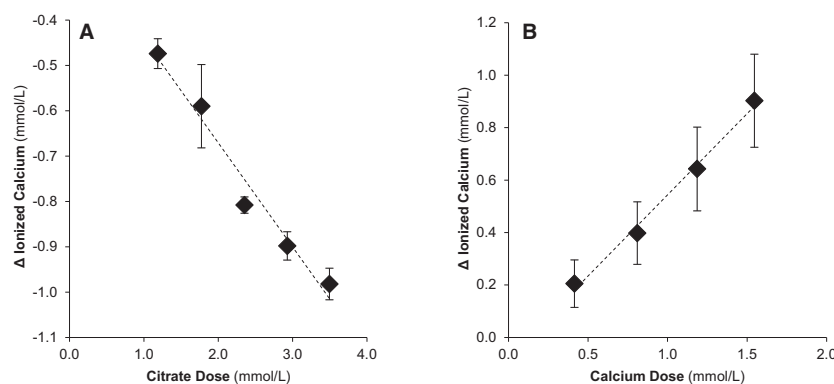 A
-0.4
-0.5
-0.6
-0.7
-0.8
-0.9
-1.0
-1.1
0.0 1.0 2.0 3.0 4.0
Δ Ionized Calcium (mmol/L)
Citrate Dose (mmol/L)
B
1.2
1.0
0.8
0.6
0.4
0.2
0.0
0.0 0.5 1.0 1.5 2.0
Δ Ionized Calcium (mmol/L)
Calcium Dose (mmol/L)